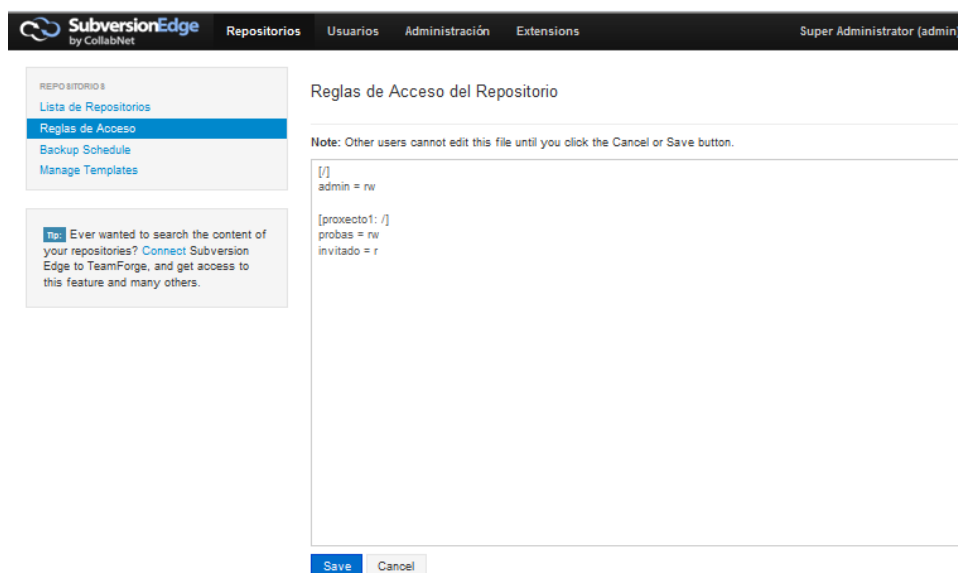 SubversionEdge
by CollabNet
Repositorios Usuarios Administración Extensions Super Administrator (admin)
REPOSITORIOS
Lista de Repositorios
Reglas de Acceso
Backup Schedule
Manage Templates
Tip: Ever wanted to search the content of
your repositories? Connect Subversion
Edge to TeamForge, and get access to
this feature and many others.
Reglas de Acceso del Repositorio
Note: Other users cannot edit this file until you click the Cancel or Save button.
[/]
admin = rw
[proxecto1: /]
probas = rw
invitado = r
Save Cancel